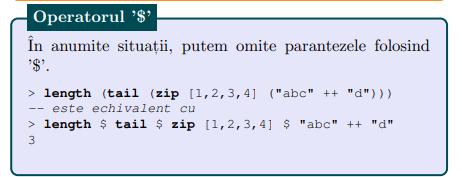 Operatorul '$'
În anumite situații, putem omite parantezele folosind
'$'.
> length (tail (zip [1,2,3,4] ("abc" ++ "d")))
-- este echivalent cu
> length $ tail $ zip [1,2,3,4] $ "abc" ++ "d"
3